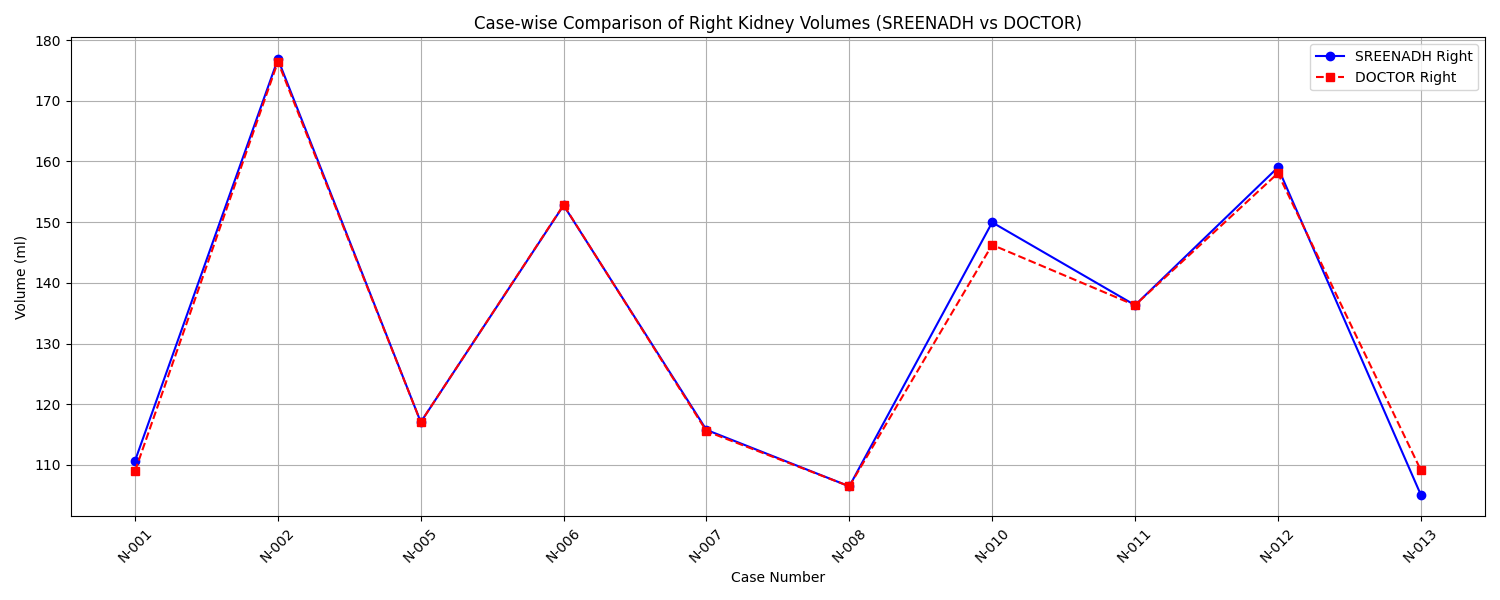 Case-wise Comparison of Right Kidney Volumes (SREENADH vs DOCTOR)
SREENADH Right
DOCTOR Right
180
170
160
150
140
130
120
110
Volume (ml)
N-001
N-002
N-005
N-006
N-007
N-008
N-010
N-011
N-012
N-013
Case Number